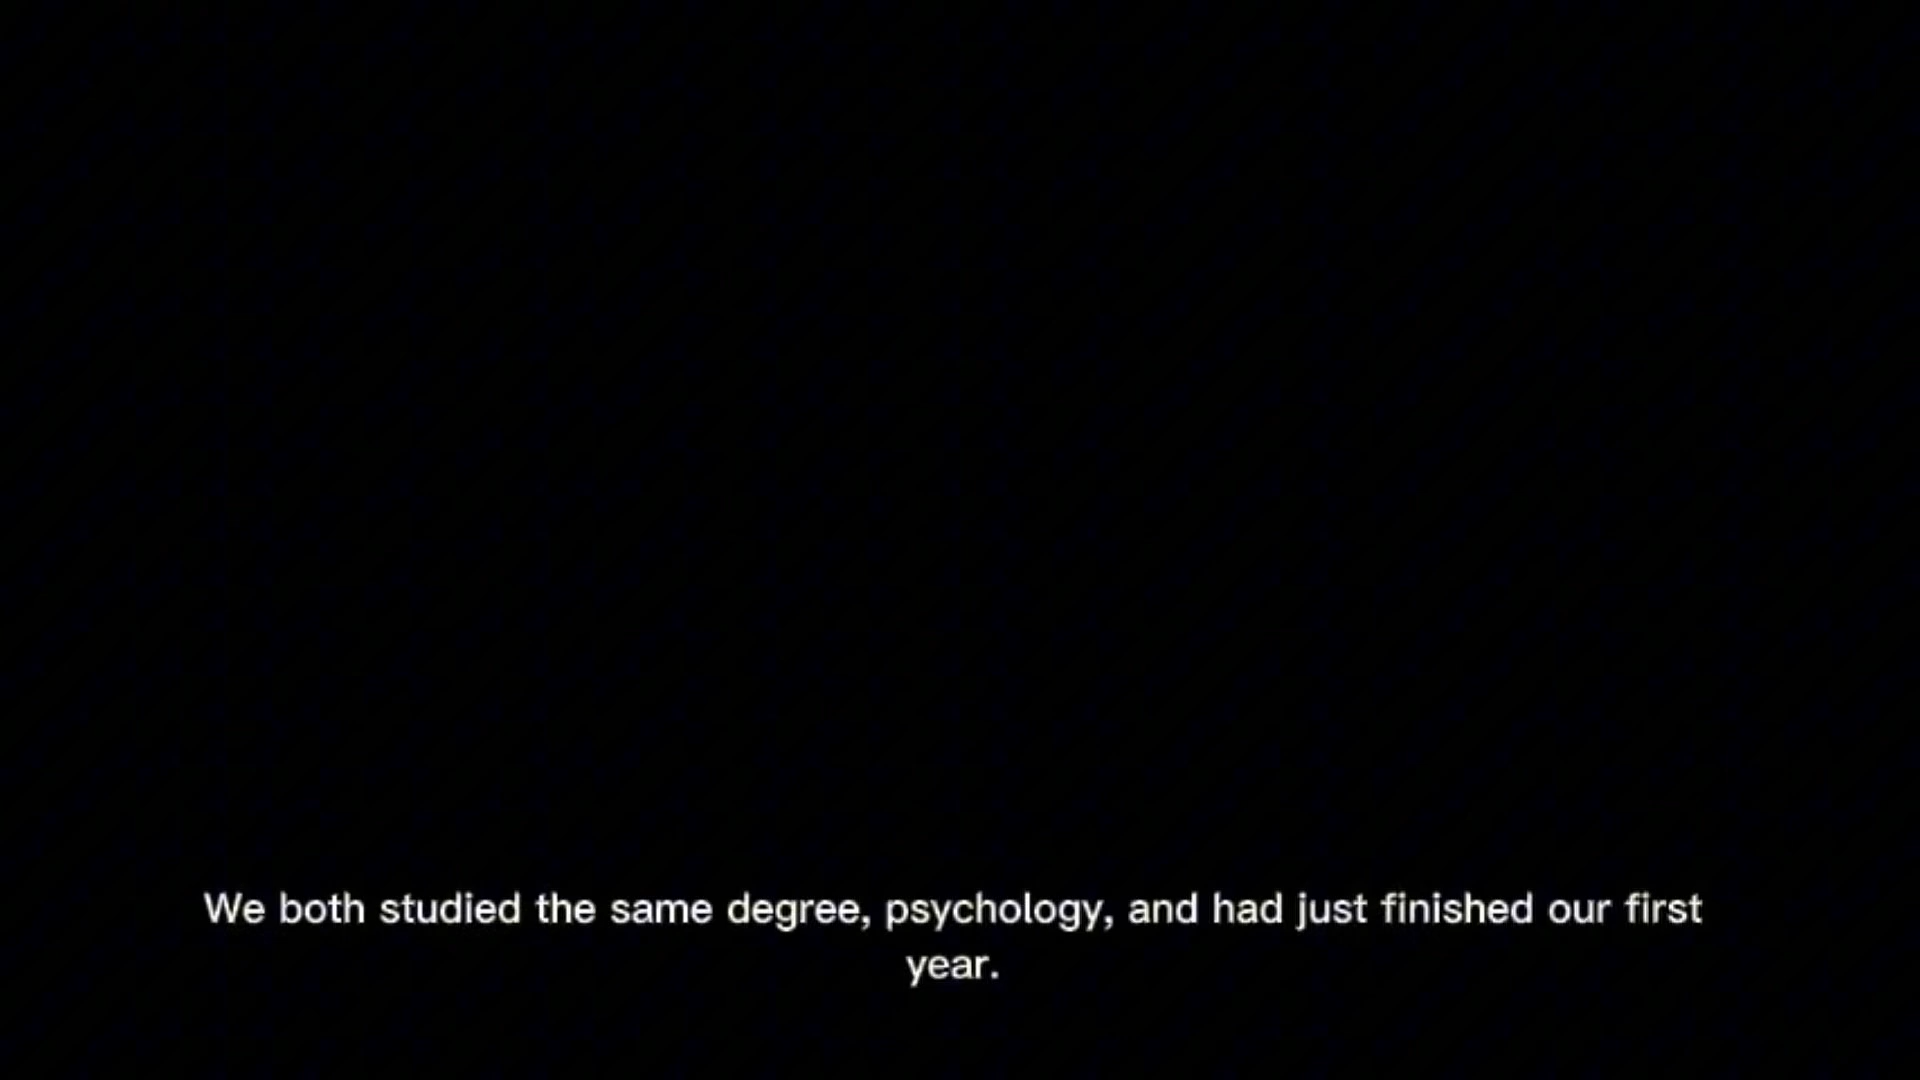 We both studied the same degree, psychology, and had just finished our first
year.